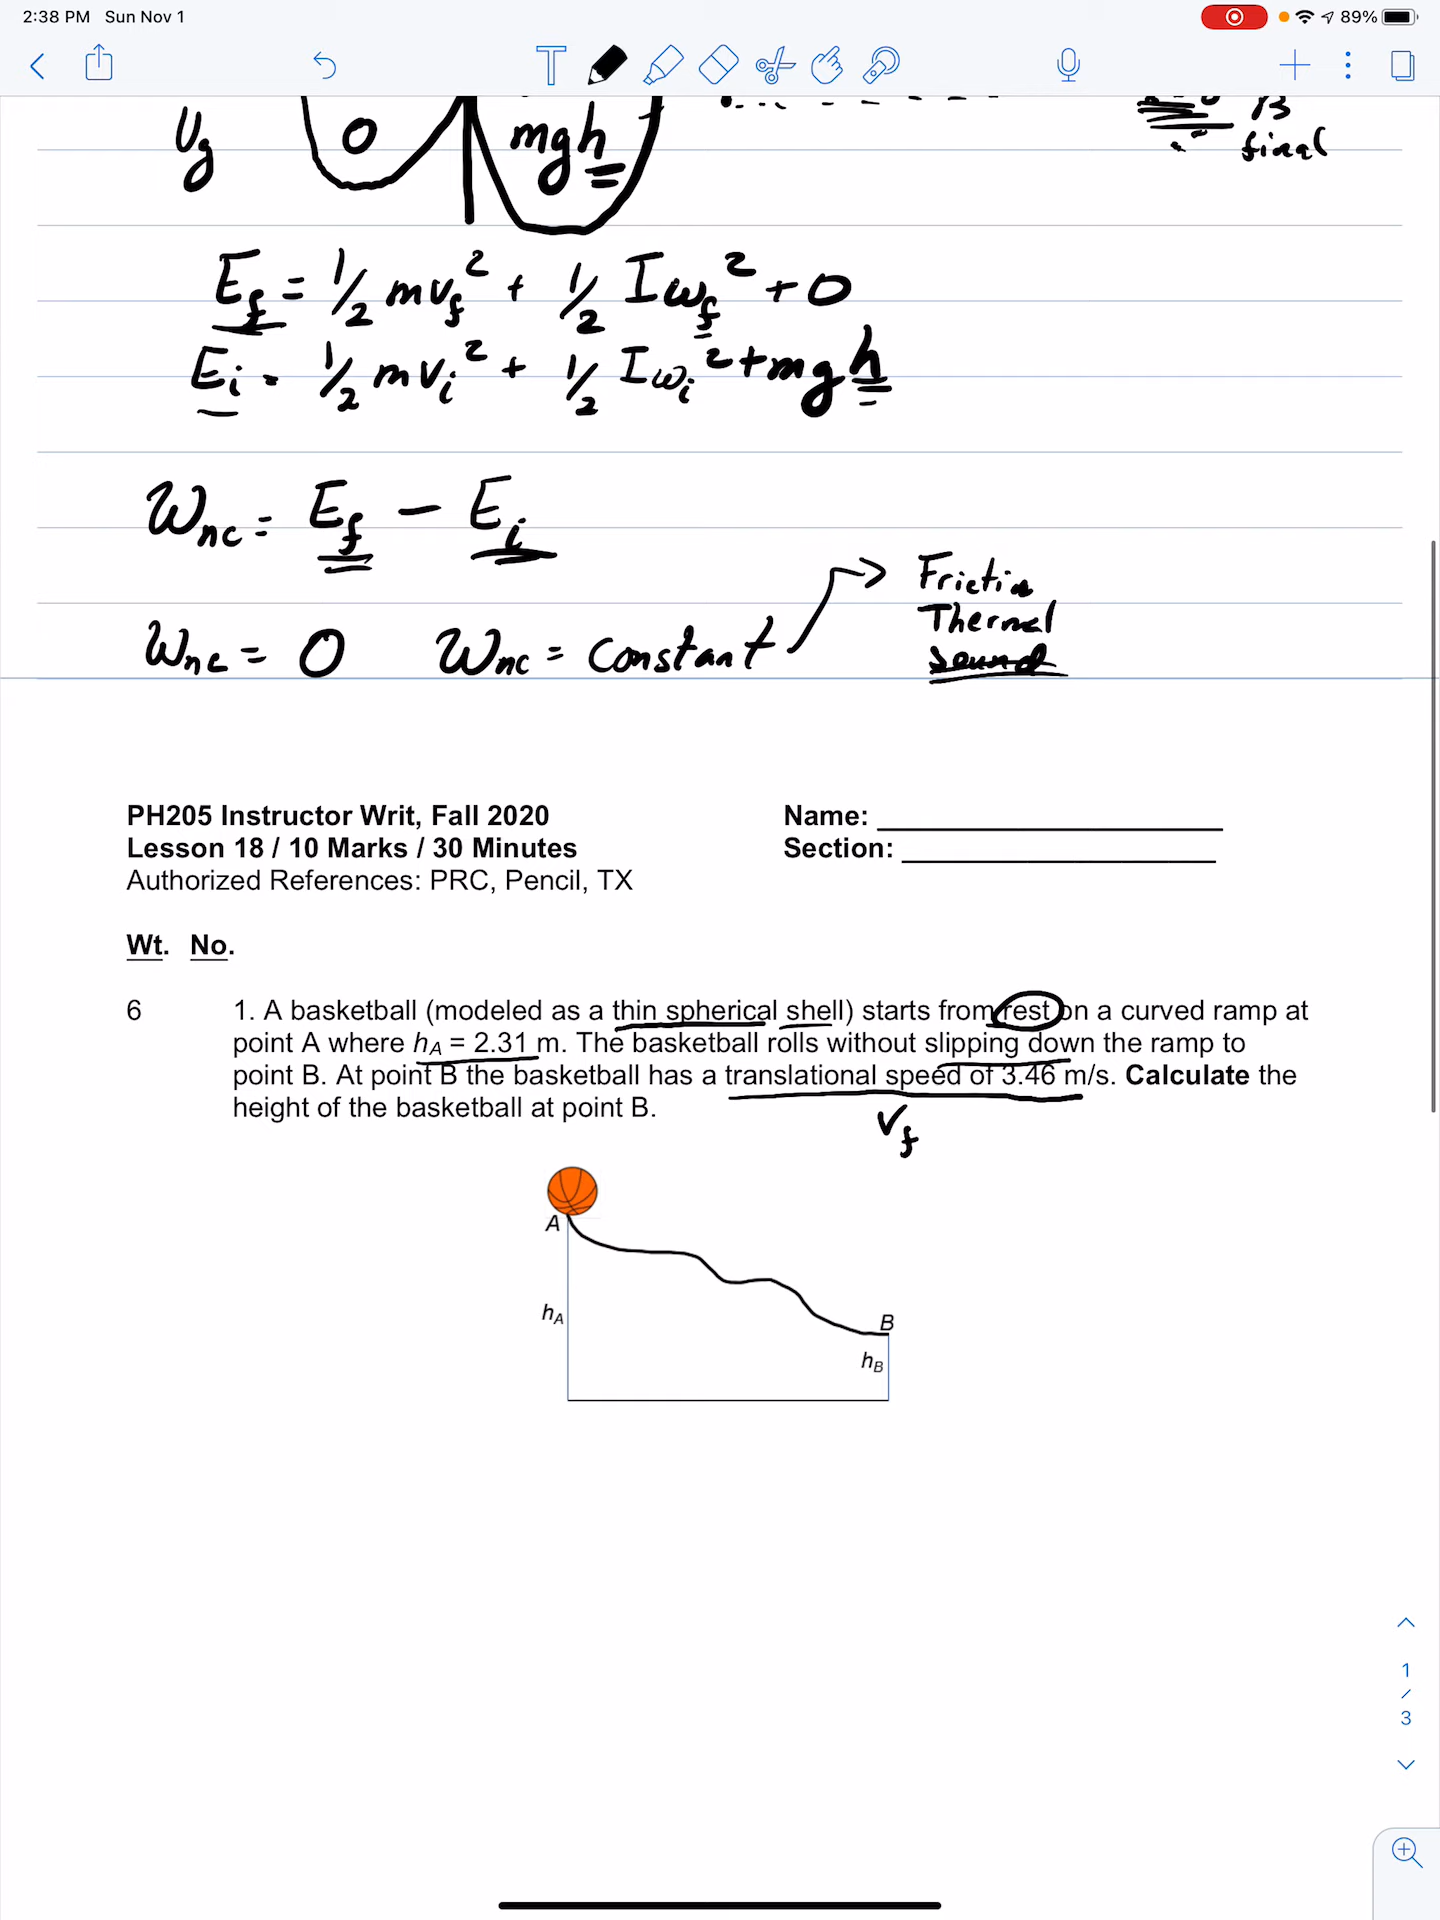 2:38 PM Sun Nov 1 89%
Ug 0 mgh B
final
Ef = 1/2 mvf² + 1/2 Iωf² + 0
Ei = 1/2 mvi² + 1/2 Iωi² + mgh
Wnc = Ef - Ei
Wnc = 0 Wnc = constant → Friction
Thermal
sound
PH205 Instructor Writ, Fall 2020 Name:
Lesson 18 / 10 Marks / 30 Minutes Section:
Authorized References: PRC, Pencil, TX
Wt. No.
6 1. A basketball (modeled as a thin spherical shell) starts from rest on a curved ramp at
point A where hA = 2.31 m. The basketball rolls without slipping down the ramp to
point B. At point B the basketball has a translational speed of 3.46 m/s. Calculate the
height of the basketball at point B.
vf
A
hA
B
hB
1
/
3